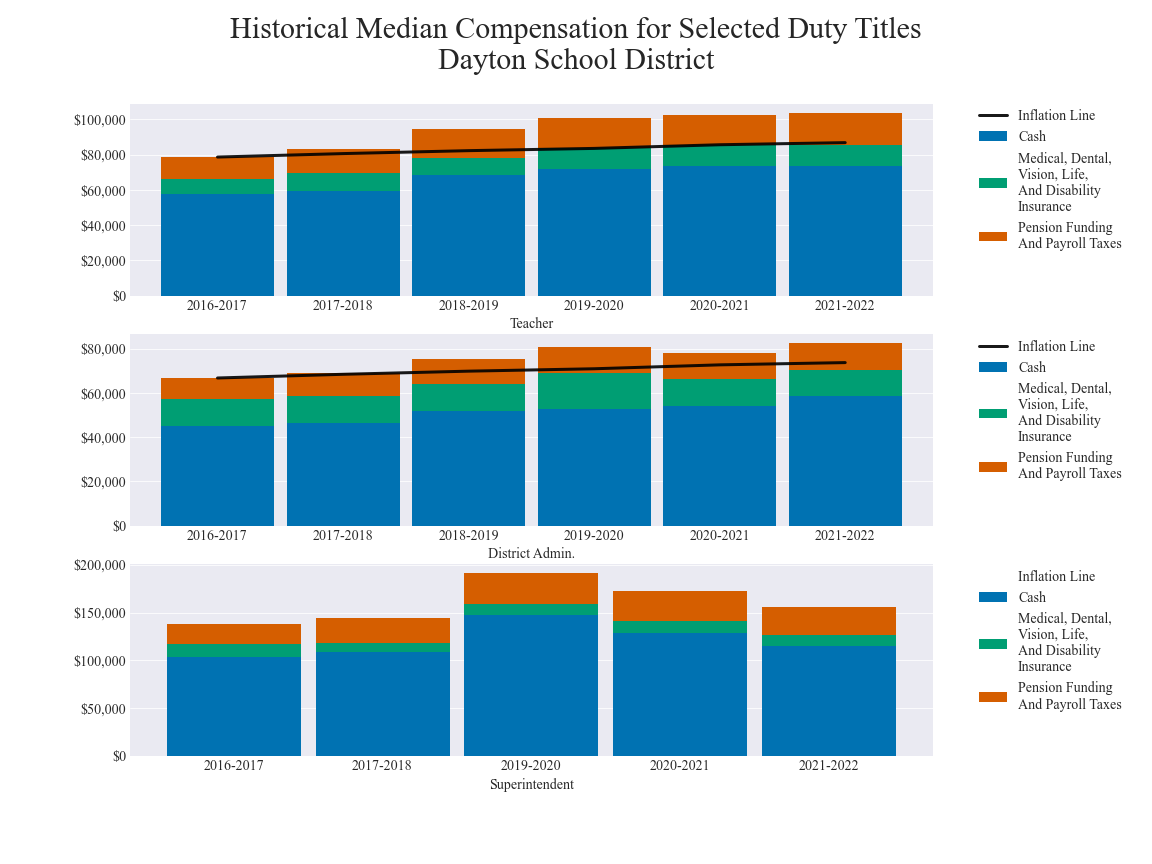 Historical Median Compensation for Selected Duty Titles
Dayton School District
$100,000
$80,000
$60,000
$40,000
$20,000
$0
2016-2017
2017-2018
2018-2019
2019-2020
2020-2021
2021-2022
Teacher
Inflation Line
Cash
Medical, Dental,
Vision, Life,
And Disability
Insurance
Pension Funding
And Payroll Taxes
$80,000
$60,000
$40,000
$20,000
$0
2016-2017
2017-2018
2018-2019
2019-2020
2020-2021
2021-2022
District Admin.
Inflation Line
Cash
Medical, Dental,
Vision, Life,
And Disability
Insurance
Pension Funding
And Payroll Taxes
$200,000
$150,000
$100,000
$50,000
$0
2016-2017
2017-2018
2019-2020
2020-2021
2021-2022
Superintendent
Inflation Line
Cash
Medical, Dental,
Vision, Life,
And Disability
Insurance
Pension Funding
And Payroll Taxes